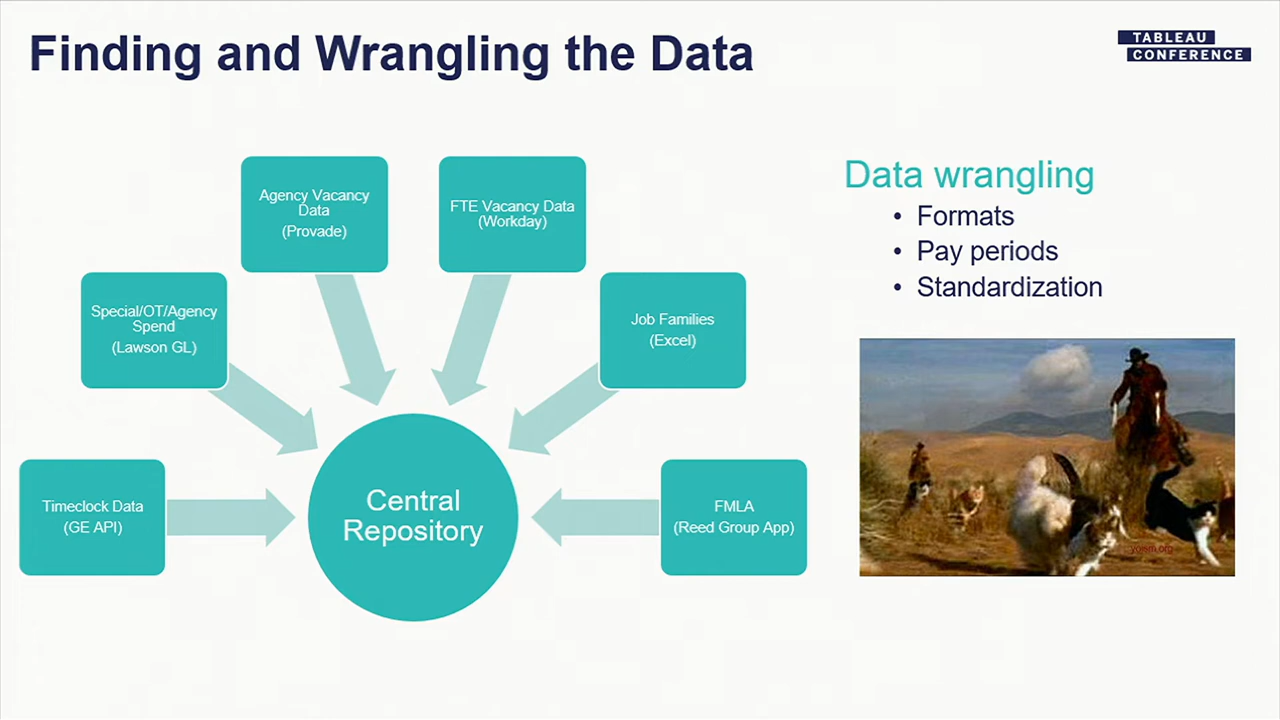 Finding and Wrangling the Data
TABLEAU
CONFERENCE
Agency Vacancy
Data
(Provade)
FTE Vacancy Data
(Workday)
Special/OT/Agency
Spend
(Lawson GL)
Job Families
(Excel)
Timeclock Data
(GE API)
Central
Repository
FMLA
(Reed Group App)
Data wrangling
• Formats
• Pay periods
• Standardization
yoism.org